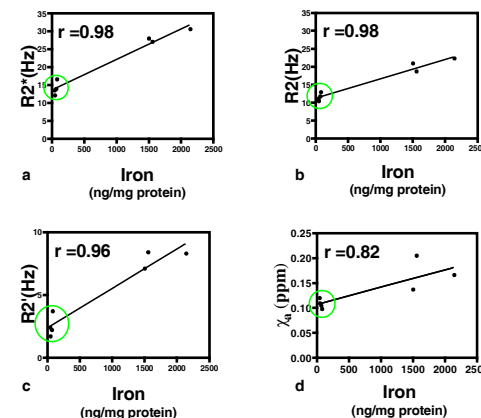 35
30
25
20
15
10
5
0
R2*(Hz)
r =0.98
0 500 1000 1500 2000 2500
Iron
(ng/mg protein)
a
35
30
25
20
15
10
5
0
R2(Hz)
r =0.98
0 500 1000 1500 2000 2500
Iron
(ng/mg protein)
b
10
5
0
R2'(Hz)
r =0.96
0 500 1000 1500 2000 2500
Iron
(ng/mg protein)
c
0.25
0.20
0.15
0.10
0.05
0.00
χa (ppm)
r =0.82
0 500 1000 1500 2000 2500
Iron
(ng/mg protein)
d